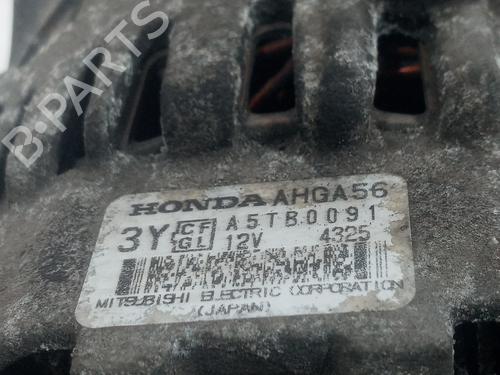 B-PARTS
HONDA AHGA56
3Y CF GL A5TB0091
12V 4325
MITSUBISHI ELECTRIC CORPORATION
(JAPAN)